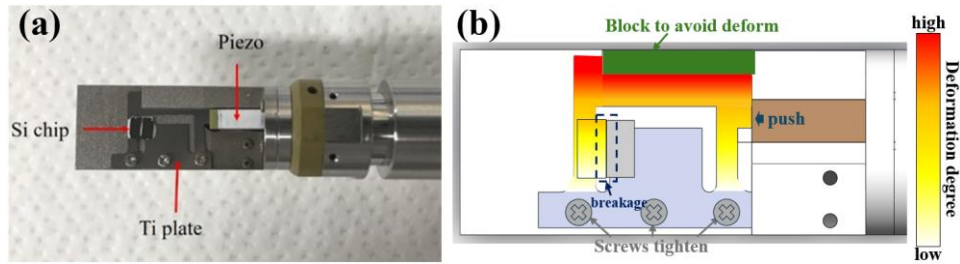 (a)
Piezo
Si chip
Ti plate
(b)
Block to avoid deform
push
breakage
Screws tighten
high
Deformation degree
low